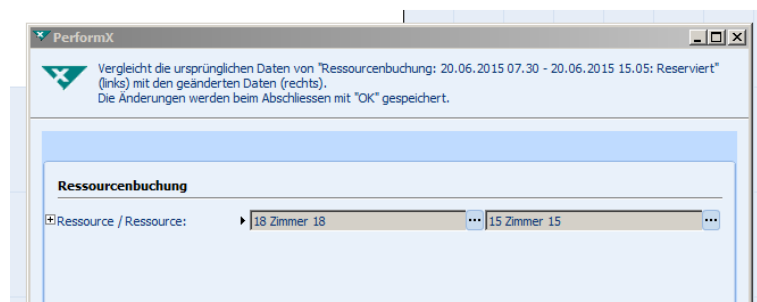 PerformX
Vergleicht die ursprünglichen Daten von "Ressourcenbuchung: 20.06.2015 07.30 - 20.06.2015 15.05: Reserviert"
(links) mit den geänderten Daten (rechts).
Die Änderungen werden beim Abschliessen mit "OK" gespeichert.
Ressourcenbuchung
Ressource / Ressource: 18 Zimmer 18 ... 15 Zimmer 15 ...